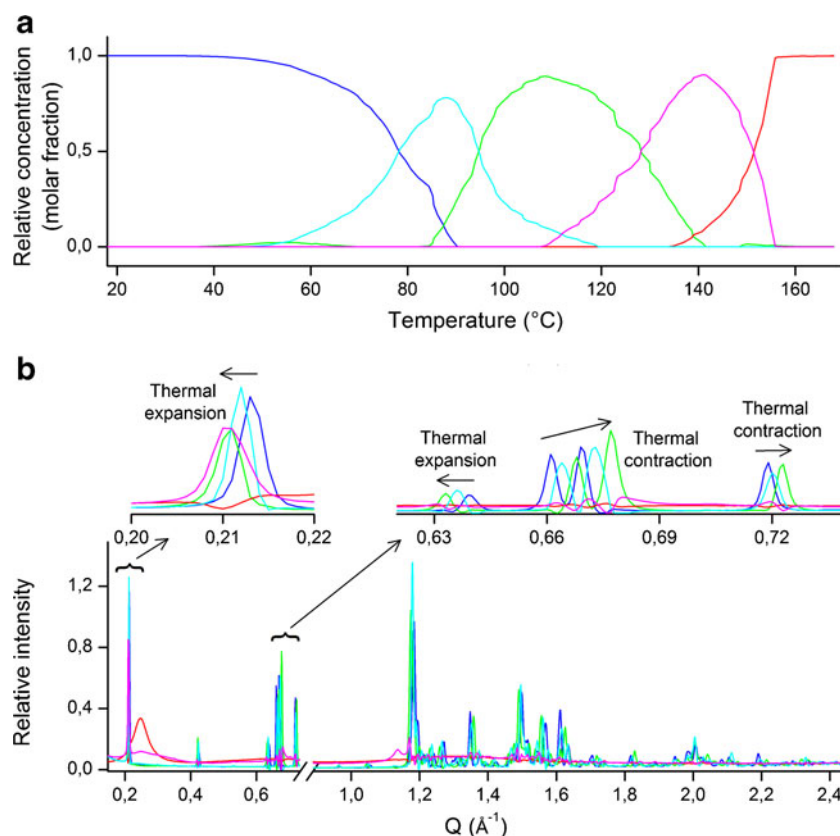 a
Relative concentration
(molar fraction)
1,0
0,5
0,0
20 40 60 80 100 120 140 160
Temperature (°C)
b
Thermal
expansion
Thermal
expansion
Thermal
contraction
Thermal
contraction
0,20 0,21 0,22
0,63 0,66 0,69 0,72
Relative intensity
1,2
0,8
0,4
0,0
0,2 0,4 0,6 1,0 1,2 1,4 1,6 1,8 2,0 2,2 2,4
Q (Å⁻¹)